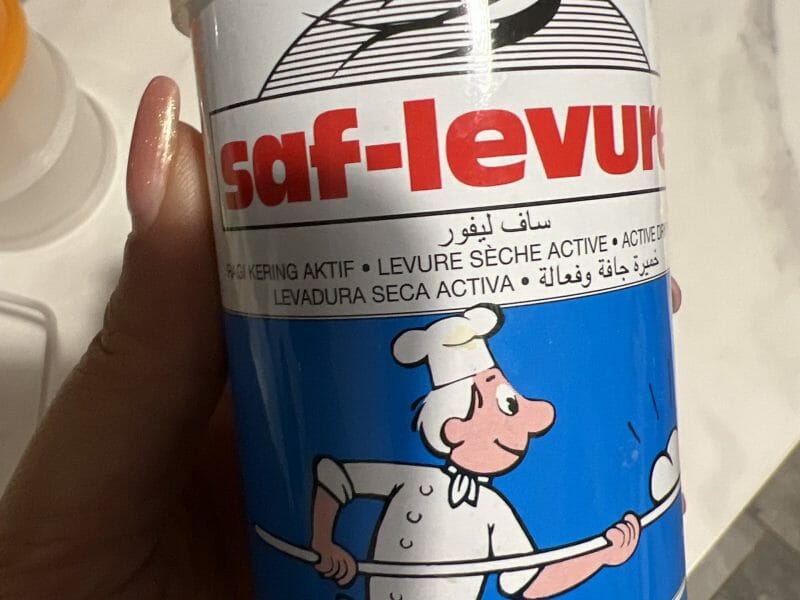 saf-levure
ساف ليفور
RAGI KERING AKTIF • LEVURE SÈCHE ACTIVE • ACTIVE
LEVADURA SECA ACTIVA • خميرة جافة وفعالة